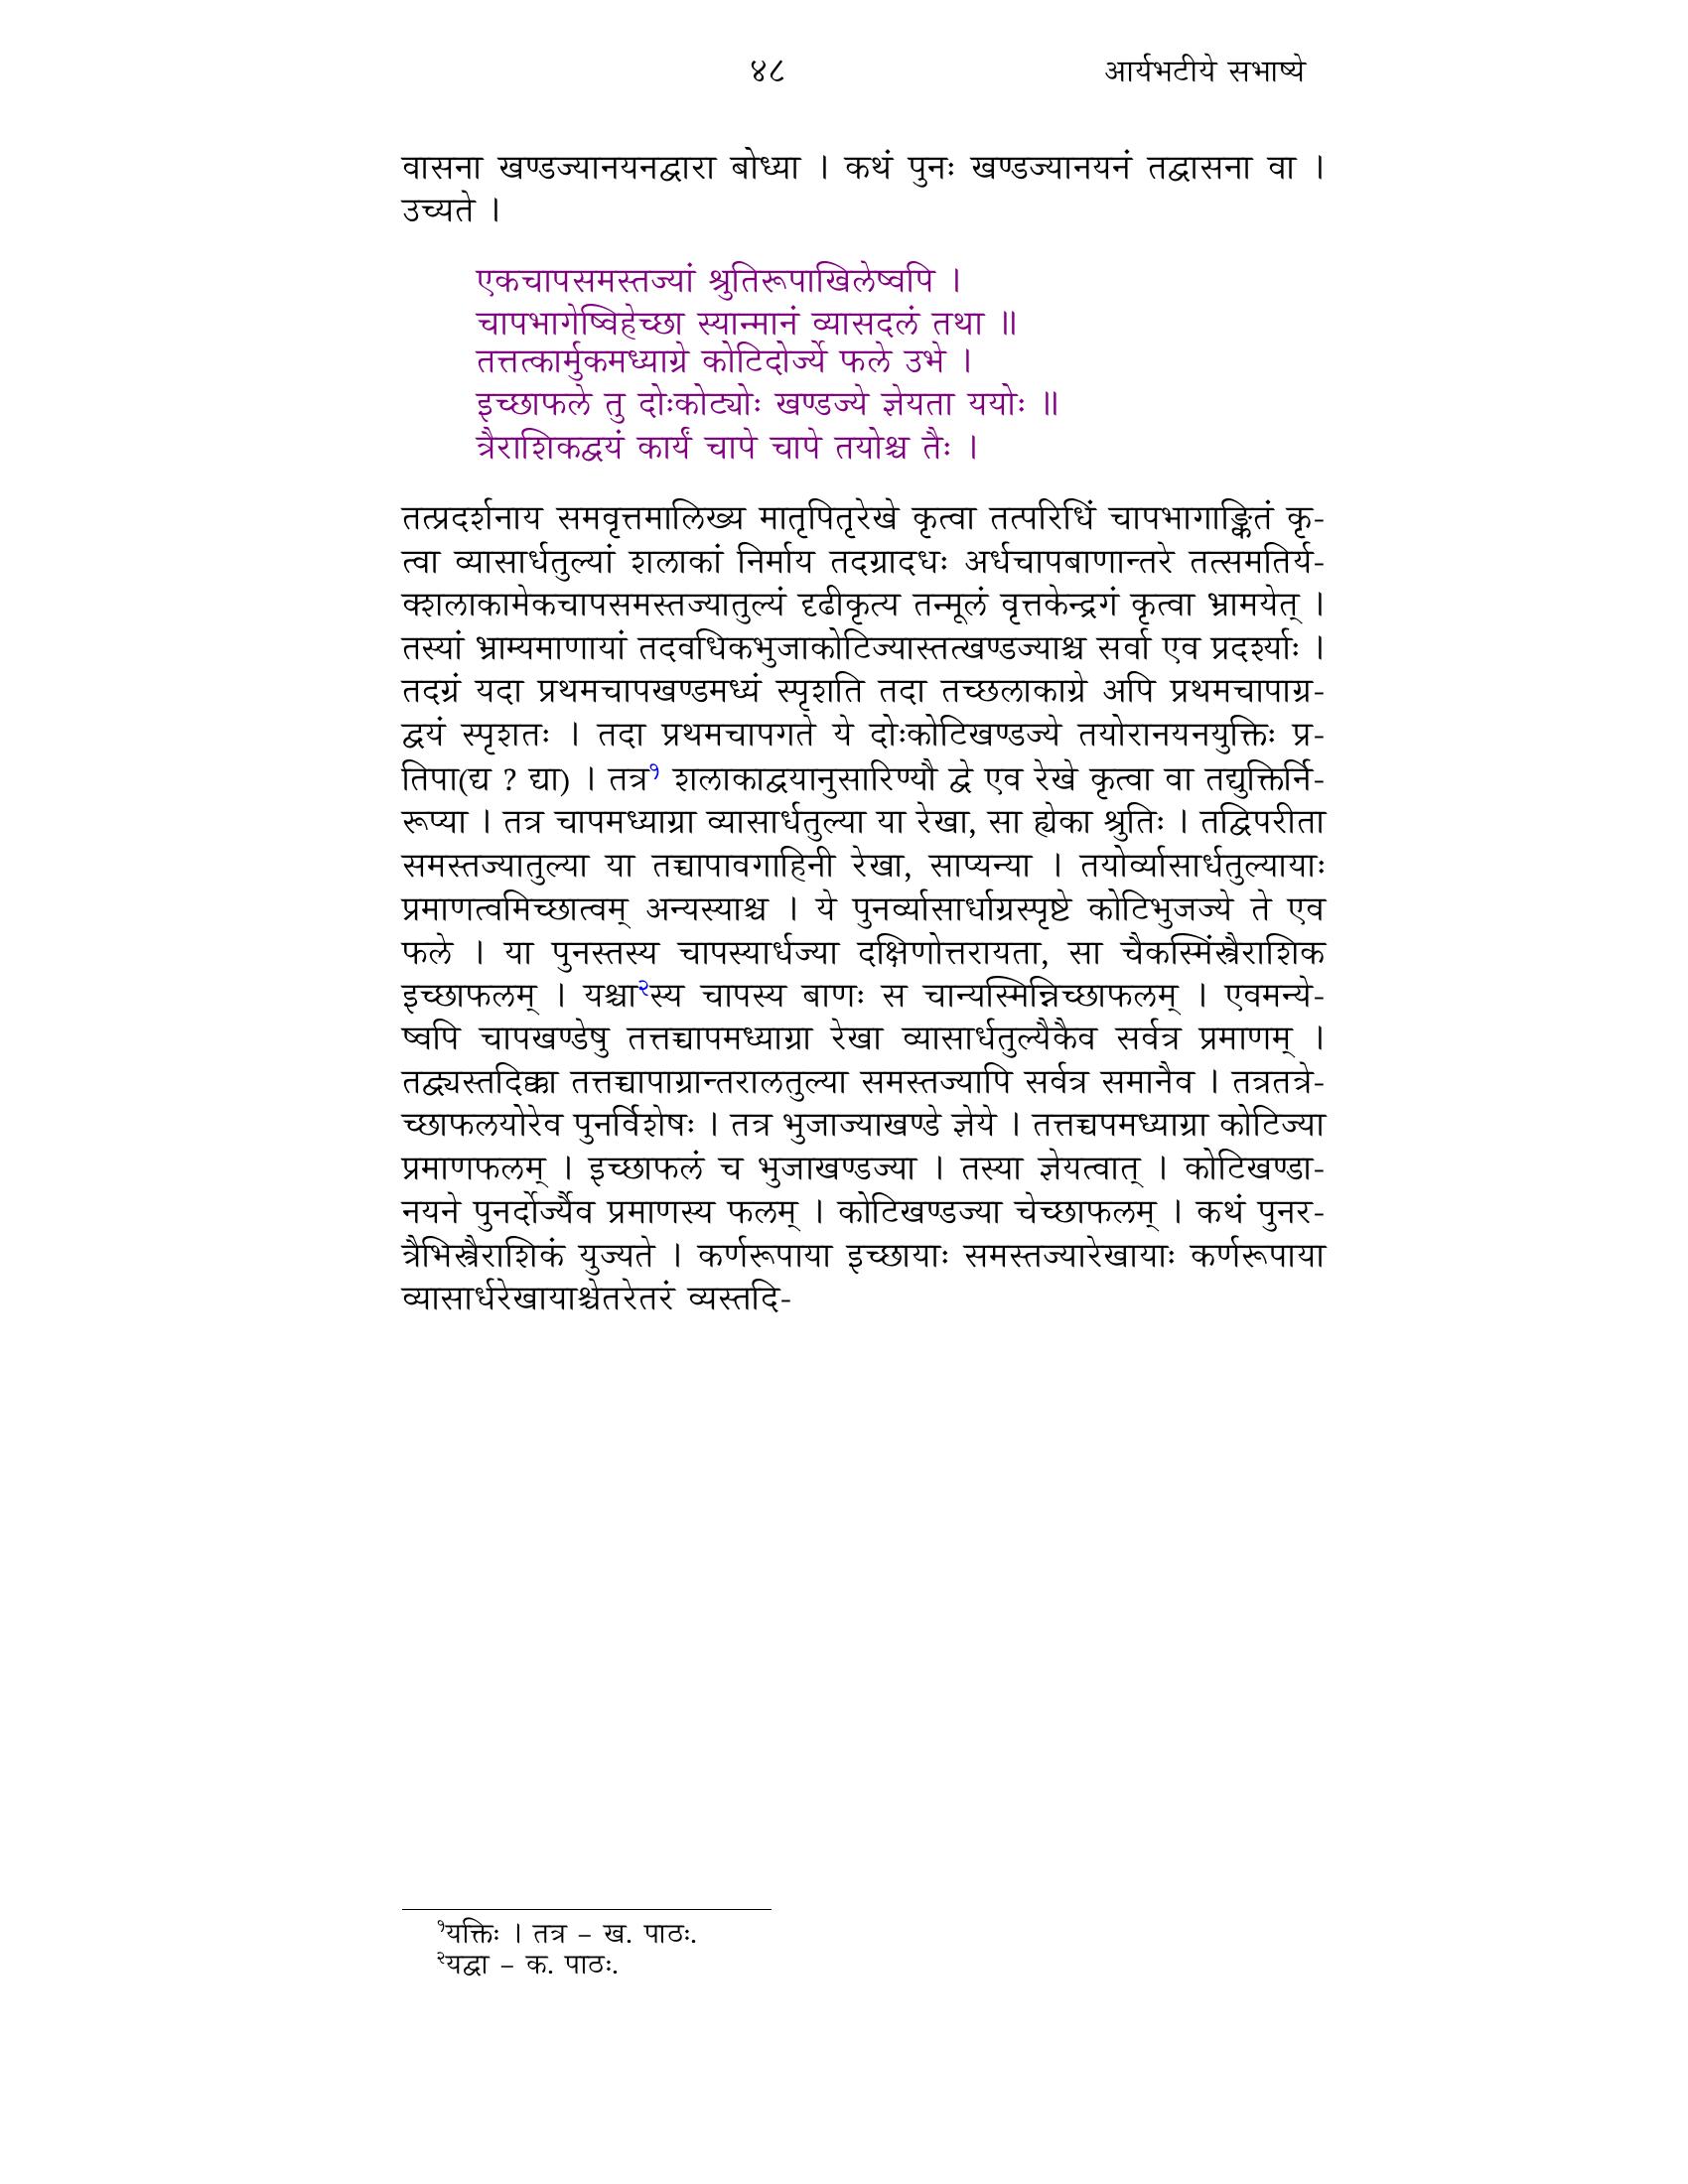 ४८ आर्यभटीये सभाष्ये
वासना खण्डज्यानयनद्वारा बोध्या । कथं पुनः खण्डज्यानयनं तद्वासना वा ।
उच्यते ।
एकचापसमस्तज्यां श्रुतिरूपाखिलेष्वपि ।
चापभागेष्विहेच्छा स्यान्मानं व्यासदलं तथा ॥
तत्तत्कार्मुकमध्याग्रे कोटिदोर्ज्ये फले उभे ।
इच्छाफले तु दोःकोट्योः खण्डज्ये ज्ञेयता ययोः ॥
त्रैराशिकद्वयं कार्यं चापे चापे तयोश्च तैः ।
तत्प्रदर्शनाय समवृत्तमालिख्य मातृपितृरेखे कृत्वा तत्परिधिं चापभागाङ्कितं कृ-
त्वा व्यासार्धतुल्यां शलाकां निर्माय तदग्रादधः अर्धचापबाणान्तरे तत्समतिर्य-
क्शलाकामेकचापसमस्तज्यातुल्यं दृढीकृत्य तन्मूलं वृत्तकेन्द्रगं कृत्वा भ्रामयेत् ।
तस्यां भ्राम्यमाणायां तदवधिकभुजाकोटिज्यास्तत्खण्डज्याश्च सर्वा एव प्रदर्श्याः ।
तदग्रं यदा प्रथमचापखण्डमध्यं स्पृशति तदा तच्छलाकाग्रे अपि प्रथमचापाग्र-
द्वयं स्पृशतः । तदा प्रथमचापगते ये दोःकोटिखण्डज्ये तयोरानयनयुक्तिः प्र-
तिपा(द्य ? द्या) । तत्र१ शलाकाद्वयानुसारिण्यौ द्वे एव रेखे कृत्वा वा तद्युक्तिर्नि-
रूप्या । तत्र चापमध्याग्रा व्यासार्धतुल्या या रेखा, सा ह्येका श्रुतिः । तद्विपरीता
समस्तज्यातुल्या या तच्चापावगाहिनी रेखा, साप्यन्या । तयोर्व्यासार्धतुल्यायाः
प्रमाणत्वमिच्छात्वम् अन्यस्याश्च । ये पुनर्व्यासार्धाग्रस्पृष्टे कोटिभुजज्ये ते एव
फले । या पुनस्तस्य चापस्यार्धज्या दक्षिणोत्तरायता, सा चैकस्मिंस्त्रैराशिक
इच्छाफलम् । यश्चा२स्य चापस्य बाणः स चान्यस्मिन्निच्छाफलम् । एवमन्ये-
ष्वपि चापखण्डेषु तत्तच्चापमध्याग्रा रेखा व्यासार्धतुल्यैकैव सर्वत्र प्रमाणम् ।
तद्व्यस्तदिक्का तत्तच्चापाग्रान्तरालतुल्या समस्तज्यापि सर्वत्र समानैव । तत्रतत्रे-
च्छाफलयोरेव पुनर्विशेषः । तत्र भुजाज्याखण्डे ज्ञेये । तत्तच्चपमध्याग्रा कोटिज्या
प्रमाणफलम् । इच्छाफलं च भुजाखण्डज्या । तस्या ज्ञेयत्वात् । कोटिखण्डा-
नयने पुनर्दोर्ज्यैव प्रमाणस्य फलम् । कोटिखण्डज्या चेच्छाफलम् । कथं पुनर-
त्रैभिस्त्रैराशिकं युज्यते । कर्णरूपाया इच्छायाः समस्तज्यारेखायाः कर्णरूपाया
व्यासार्धरेखायाश्चेतरेतरं व्यस्तदि-
१यक्तिः । तत्र – ख. पाठः.
२यद्वा – क. पाठः.